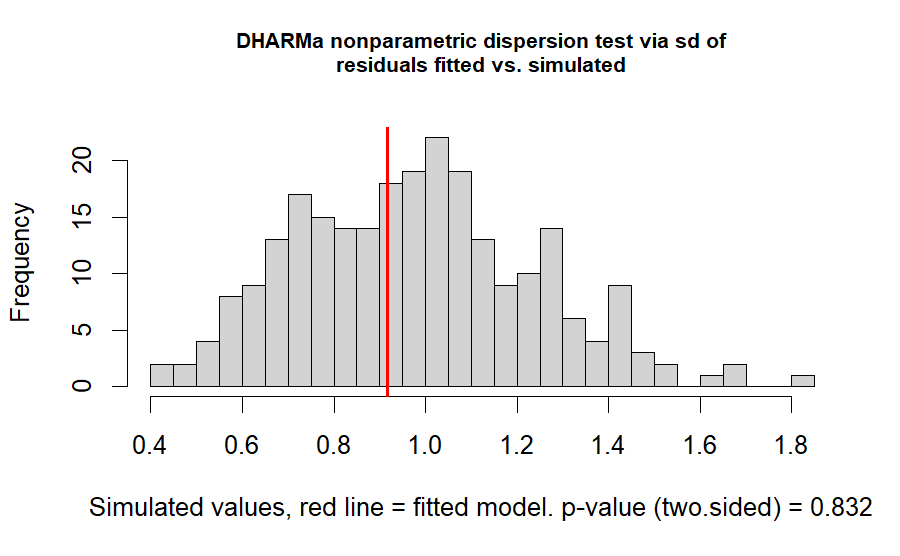 DHARMa nonparametric dispersion test via sd of
residuals fitted vs. simulated
Frequency
20
15
10
5
0
0.4 0.6 0.8 1.0 1.2 1.4 1.6 1.8
Simulated values, red line = fitted model. p-value (two.sided) = 0.832